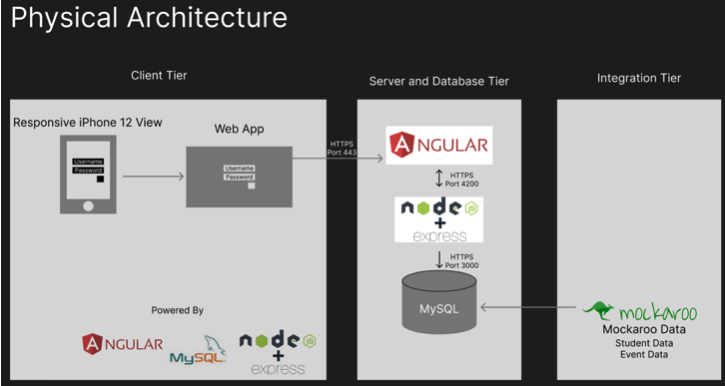 Physical Architecture
Client Tier
Server and Database Tier
Integration Tier
Responsive iPhone 12 View
Web App
Username
Password
Username
Password
HTTPS
Port 443
ANGULAR
HTTPS
Port 4200
node JS
+
express
HTTPS
Port 3000
MySQL
mockaroo
Mockaroo Data
Student Data
Event Data
Powered By
ANGULAR
MySQL
node JS
+
express